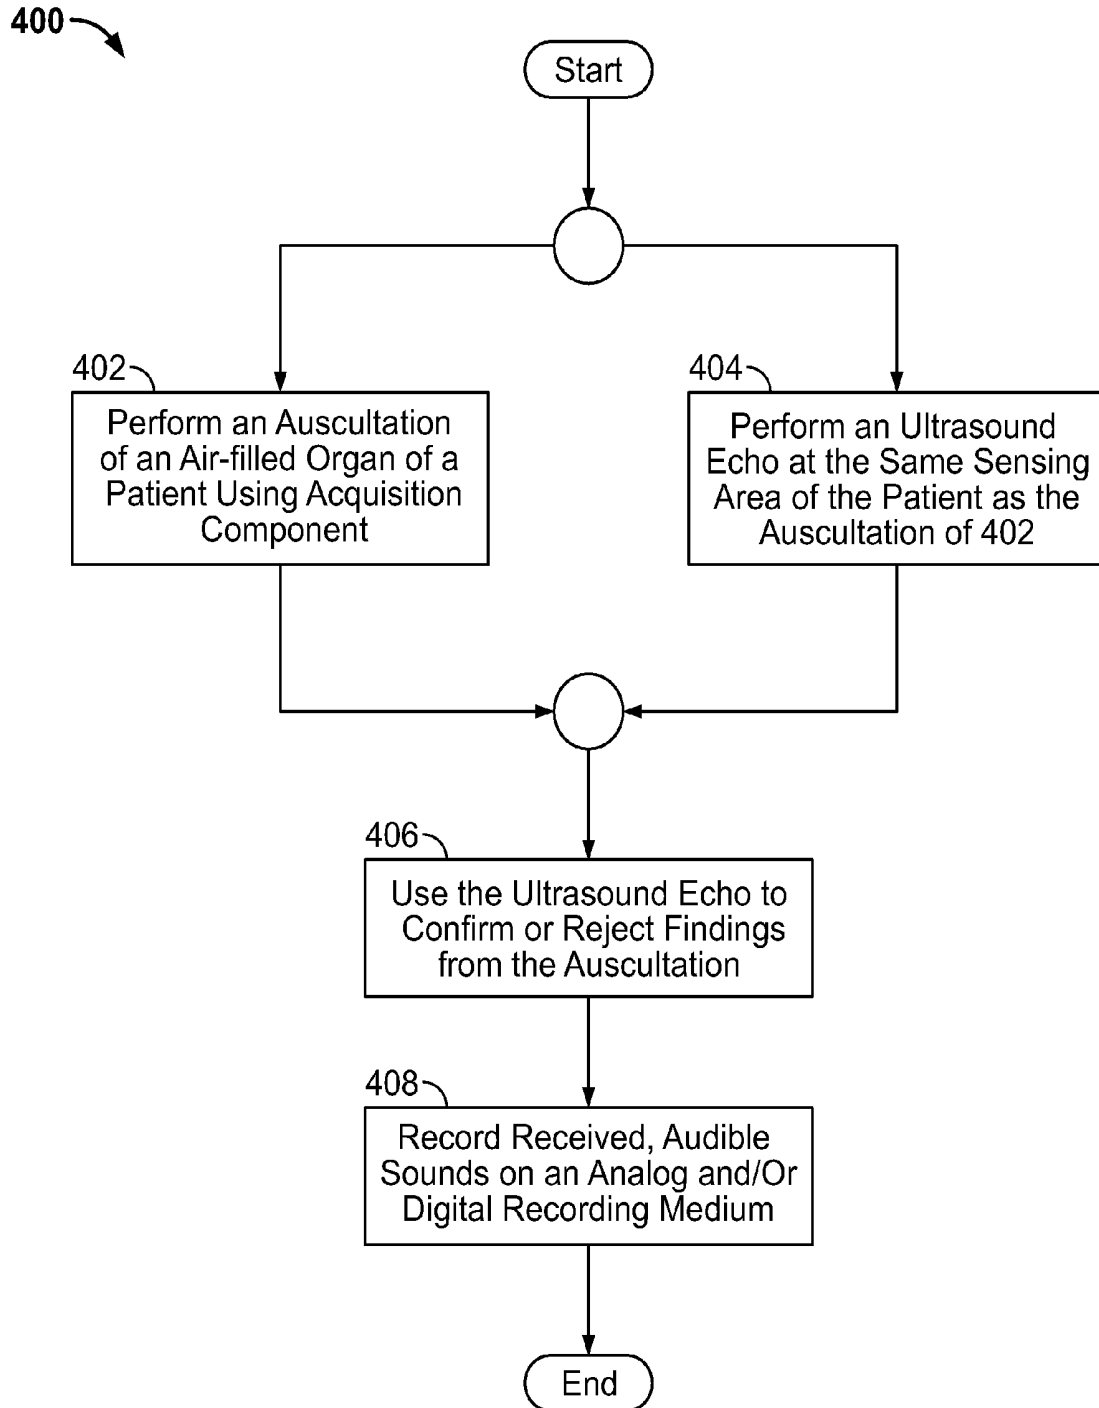 400
Start
402
Perform an Auscultation
of an Air-filled Organ of a
Patient Using Acquisition
Component
404
Perform an Ultrasound
Echo at the Same Sensing
Area of the Patient as the
Auscultation of 402
406
Use the Ultrasound Echo to
Confirm or Reject Findings
from the Auscultation
408
Record Received, Audible
Sounds on an Analog and/Or
Digital Recording Medium
End